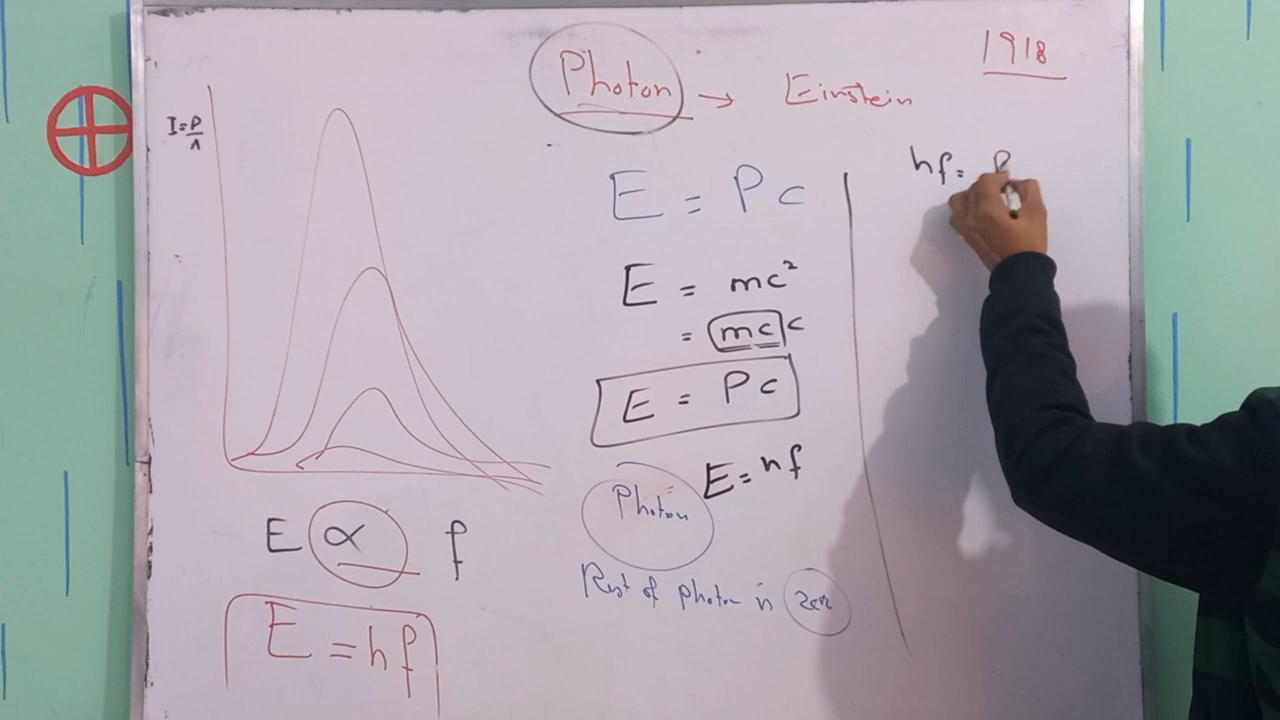 1918
Photon → Einstein
I = P/A
hf = P
E = Pc
E = mc²
= mc c
E = Pc
E = hf
Photon
E ∝ f
Rest of photon is zero
E = hf